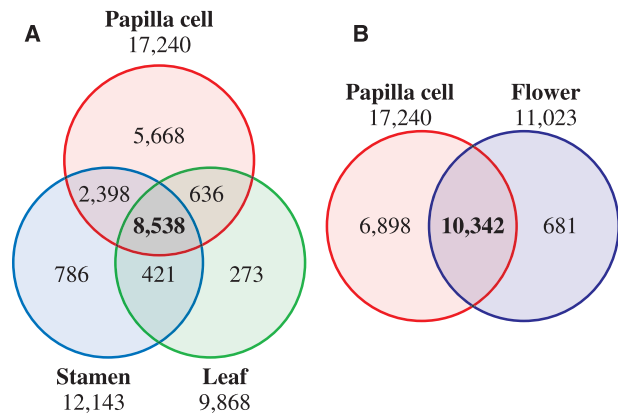 A
Papilla cell
17,240
5,668
2,398
636
8,538
786
421
273
Stamen
12,143
Leaf
9,868
B
Papilla cell
17,240
Flower
11,023
6,898
10,342
681